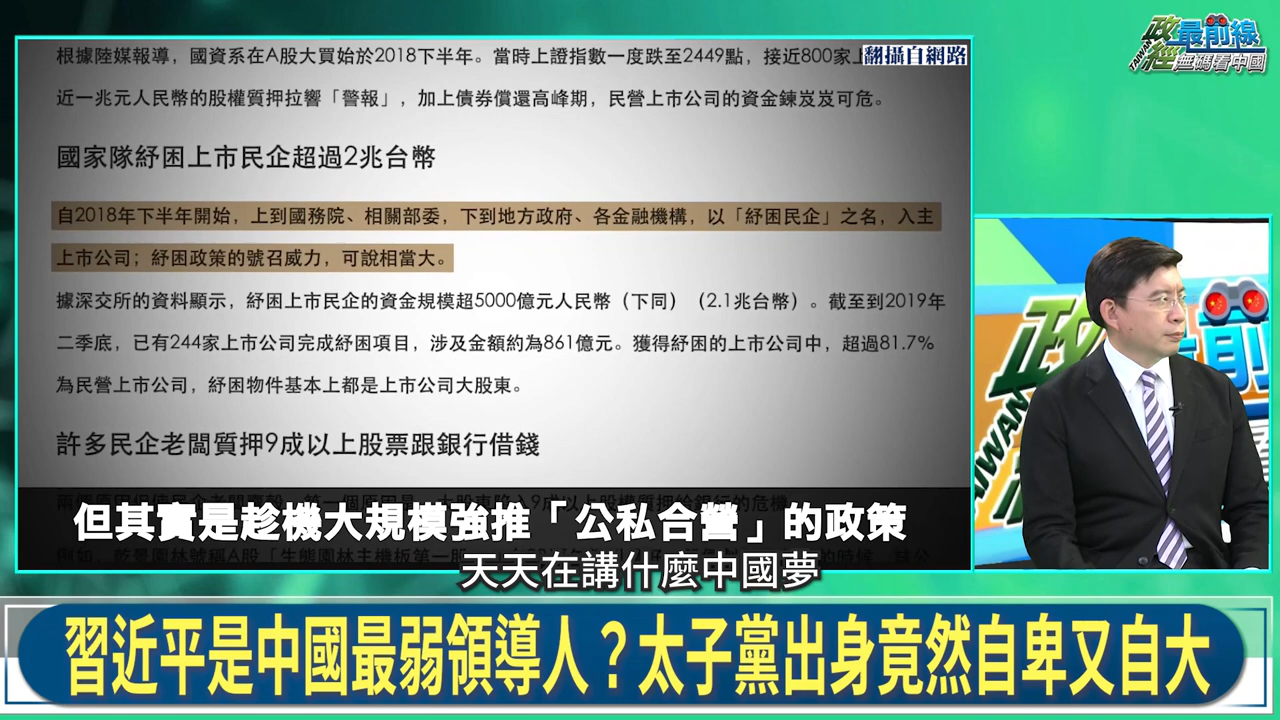 政經最前線
TAIWAN 無碼看中國
翻攝自網路
根據陸媒報導，國資系在A股大買始於2018下半年。當時上證指數一度跌至2449點，接近800家上
近一兆元人民幣的股權質押拉響「警報」，加上債券償還高峰期，民營上市公司的資金鍊岌岌可危。
國家隊紓困上市民企超過2兆台幣
自2018年下半年開始，上到國務院、相關部委，下到地方政府、各金融機構，以「紓困民企」之名，入主
上市公司；紓困政策的號召威力，可說相當大。
據深交所的資料顯示，紓困上市民企的資金規模超5000億元人民幣（下同）（2.1兆台幣）。截至到2019年
二季底，已有244家上市公司完成紓困項目，涉及金額約為861億元。獲得紓困的上市公司中，超過81.7%
為民營上市公司，紓困物件基本上都是上市公司大股東。
許多民企老闆質押9成以上股票跟銀行借錢
但其實是趁機大規模強推「公私合營」的政策
天天在講什麼中國夢
政
前
TAIWAN
習近平是中國最弱領導人？太子黨出身竟然自卑又自大